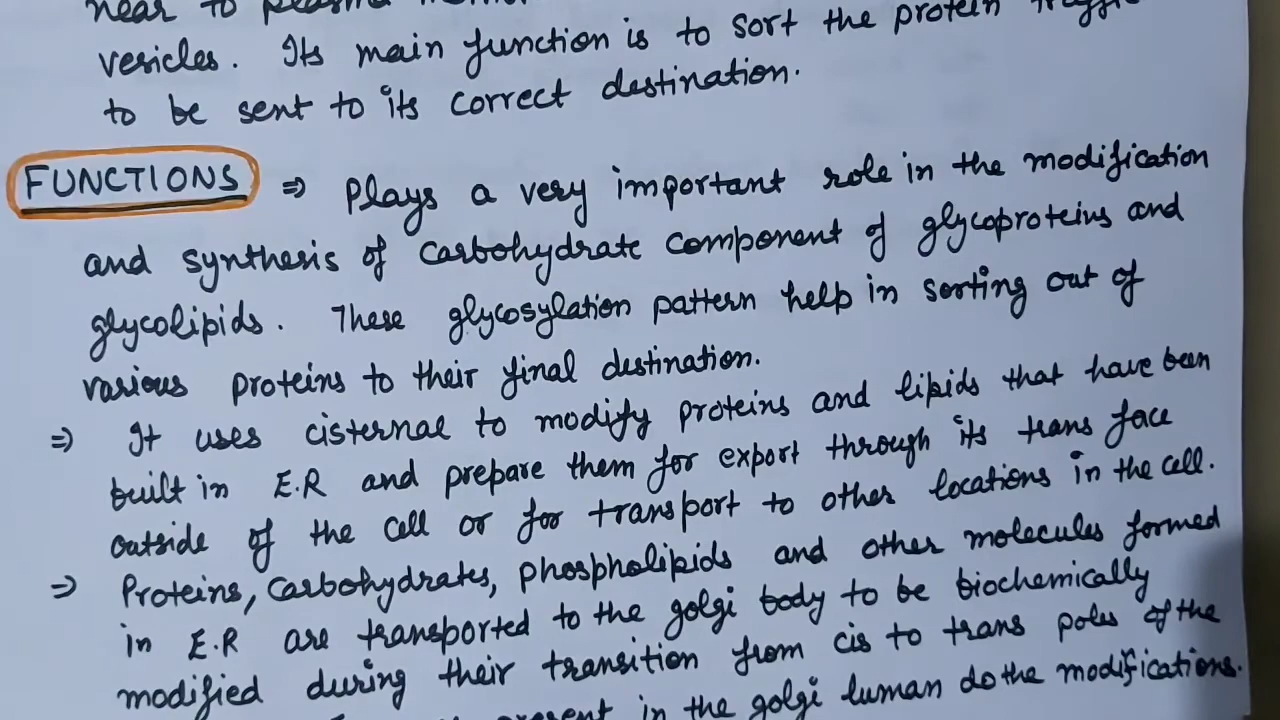 near to plasma
vesicles. Its main function is to sort the protein traffic
to be sent to its correct destination.
FUNCTIONS ⇒ Plays a very important role in the modification
and synthesis of carbohydrate component of glycoproteins and
glycolipids. These glycosylation pattern help in sorting out of
various proteins to their final destination.
⇒ It uses cisternae to modify proteins and lipids that have been
built in E.R and prepare them for export through its trans face
outside of the cell or for transport to other locations in the cell.
⇒ Proteins, carbohydrates, phospholipids and other molecules formed
in E.R are transported to the golgi body to be biochemically
modified during their transition from cis to trans poles of the
present in the golgi luman do the modifications.